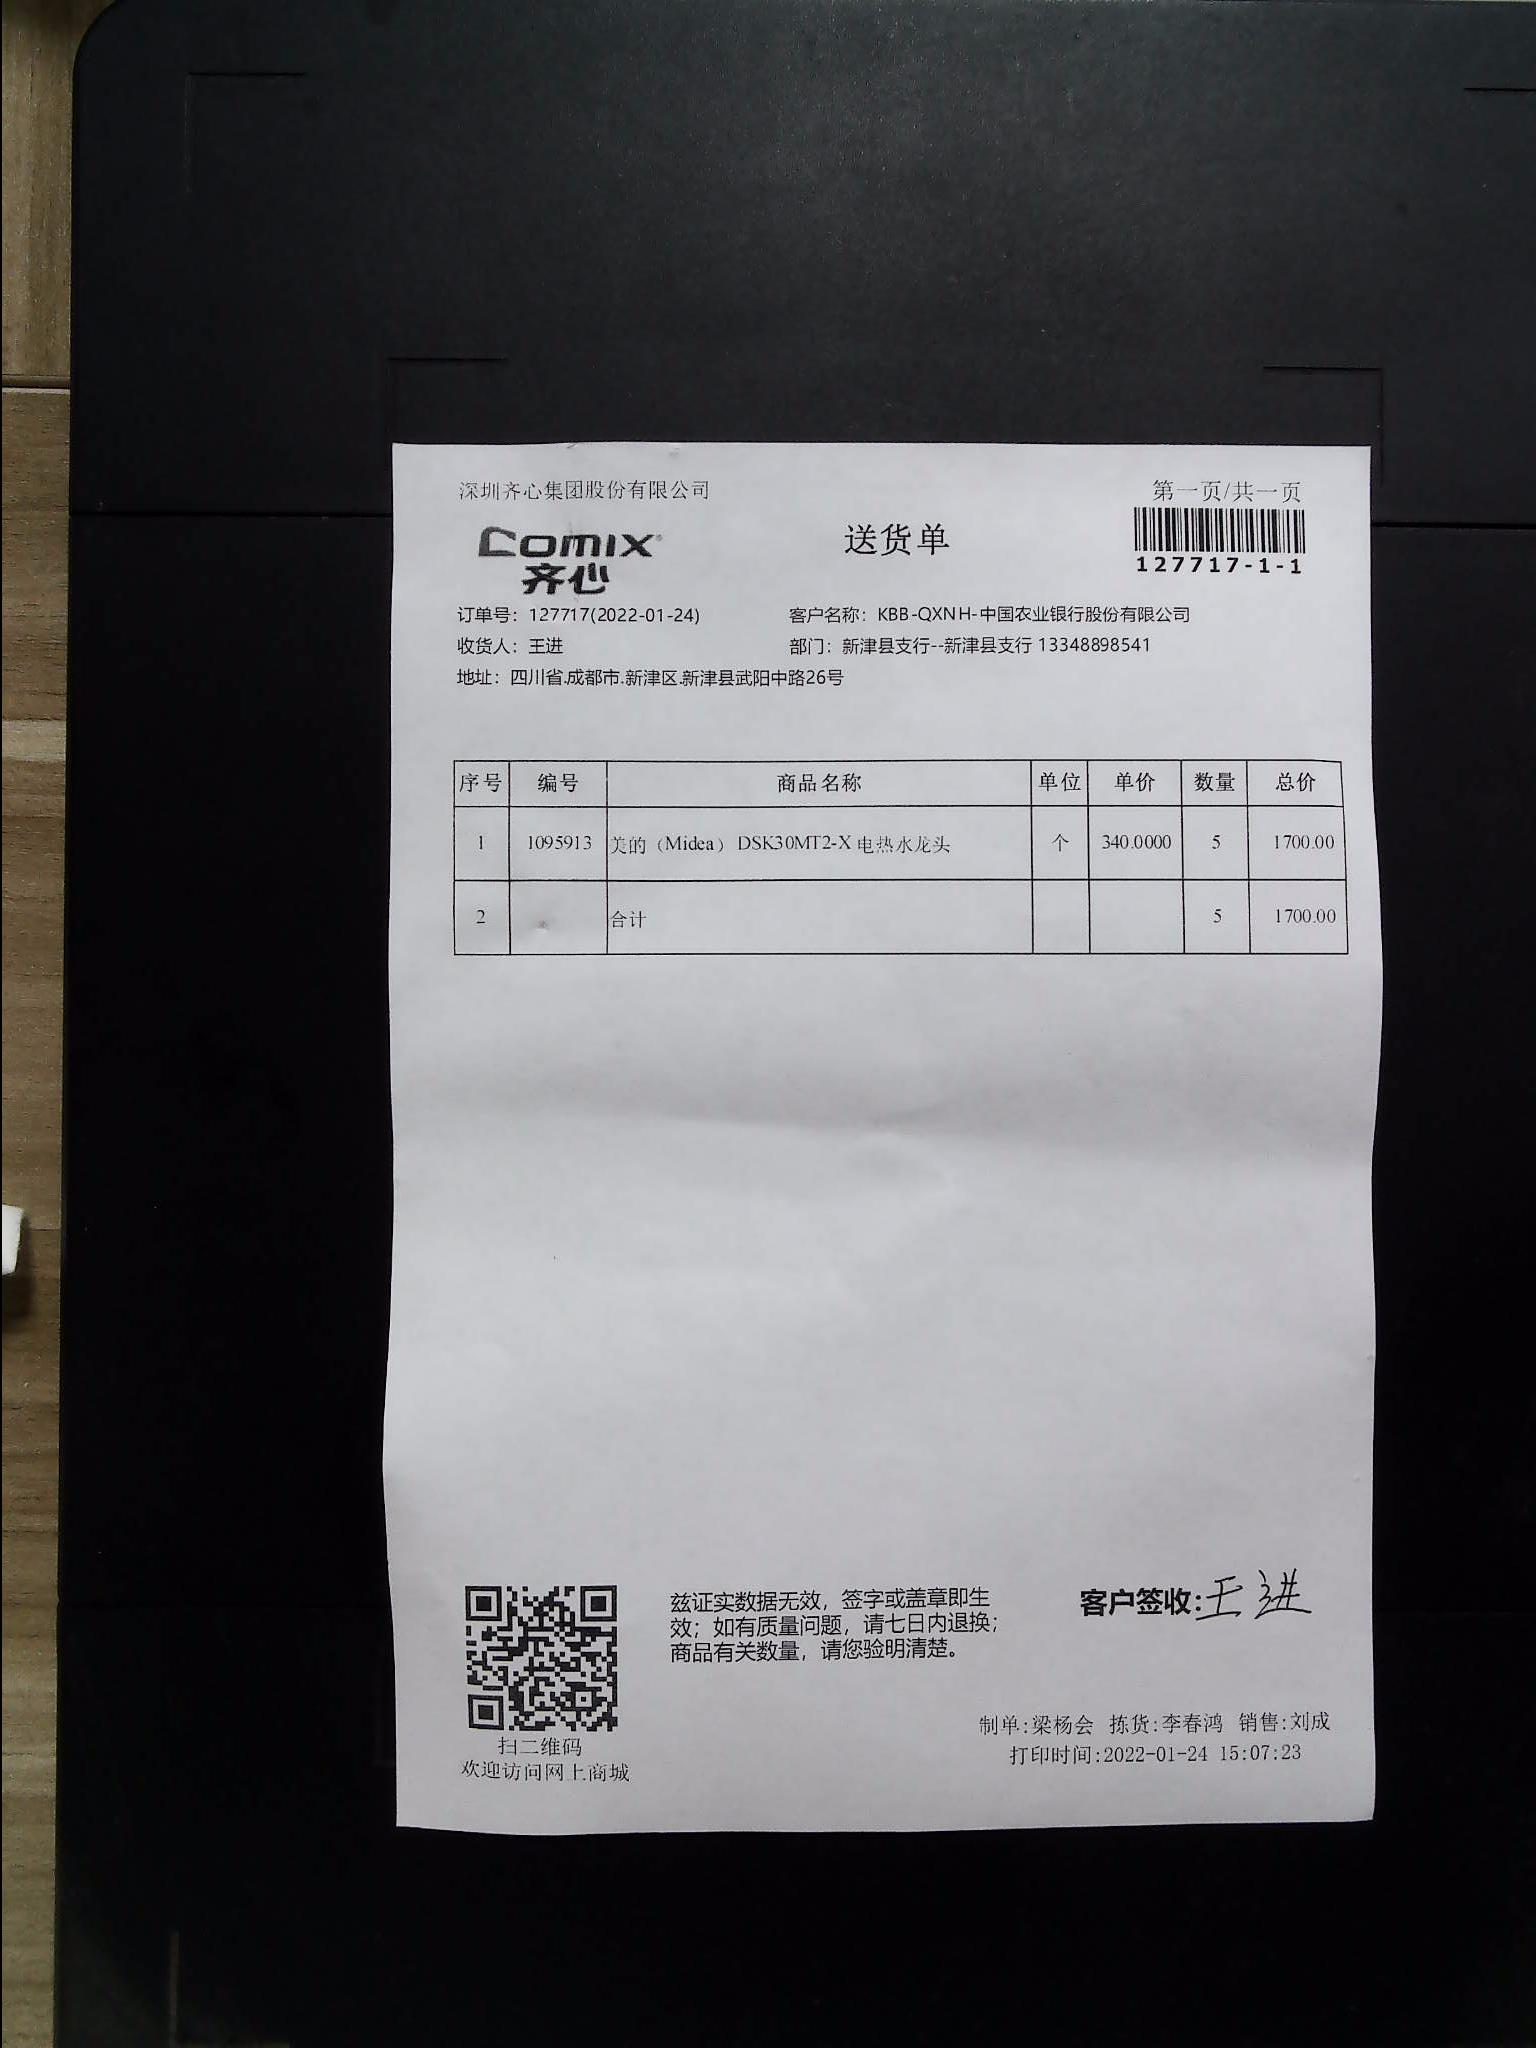 深圳齐心集团股份有限公司
第一页/共一页
Comix
齐心
送货单
127717-1-1
订单号：127717(2022-01-24) 客户名称：KBB-QXNH-中国农业银行股份有限公司
收货人：王进 部门：新津县支行--新津县支行 13348898541
地址：四川省.成都市.新津区.新津县武阳中路26号
序号 编号 商品名称 单位 单价 数量 总价
1 1095913 美的（Midea） DSK30MT2-X 电热水龙头 个 340.0000 5 1700.00
2 合计 5 1700.00
兹证实数据无效，签字或盖章即生
效；如有质量问题，请七日内退换；
商品有关数量，请您验明清楚。
客户签收:王进
扫二维码
欢迎访问网上商城
制单:梁杨会 拣货:李春鸿 销售:刘成
打印时间:2022-01-24 15:07:23